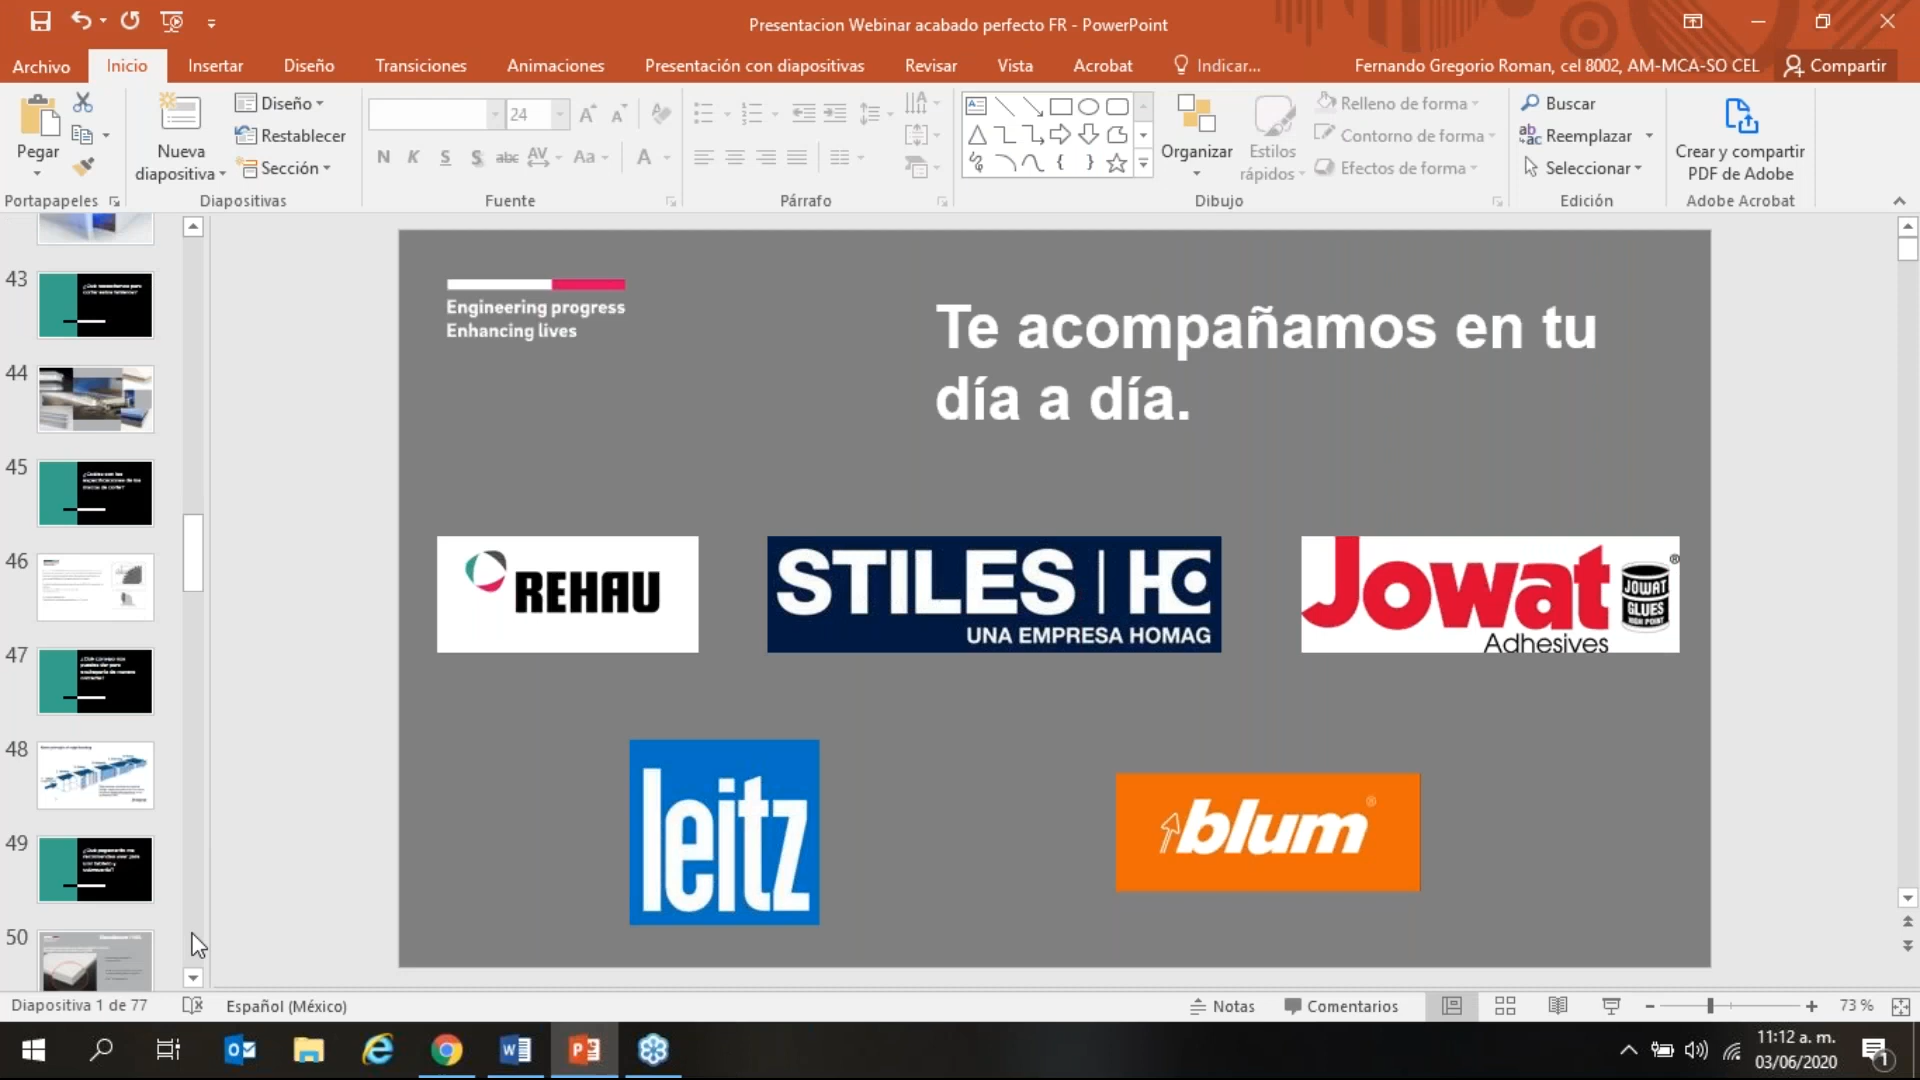 Presentacion Webinar acabado perfecto FR - PowerPoint
Archivo
Inicio
Insertar
Diseño
Transiciones
Animaciones
Presentación con diapositivas
Revisar
Vista
Acrobat
Indicar...
Fernando Gregorio Roman, cel 8002, AM-MCA-SO CEL
Compartir
Pegar
Portapapeles
Nueva
diapositiva
Diseño
Restablecer
Sección
Diapositivas
24
N K S S abc AV Aa A
Fuente
Párrafo
Organizar
Estilos
rápidos
Relleno de forma
Contorno de forma
Efectos de forma
Dibujo
Buscar
Reemplazar
Seleccionar
Edición
Crear y compartir
PDF de Adobe
Adobe Acrobat
43
44
45
46
47
48
49
50
Engineering progress
Enhancing lives
Te acompañamos en tu
día a día.
REHAU
STILES | HO
UNA EMPRESA HOMAG
Jowat
Adhesives
JOWAT
GLUES
HIGH POINT
leitz
blum
Diapositiva 1 de 77
Español (México)
Notas
Comentarios
73 %
11:12 a. m.
03/06/2020
1